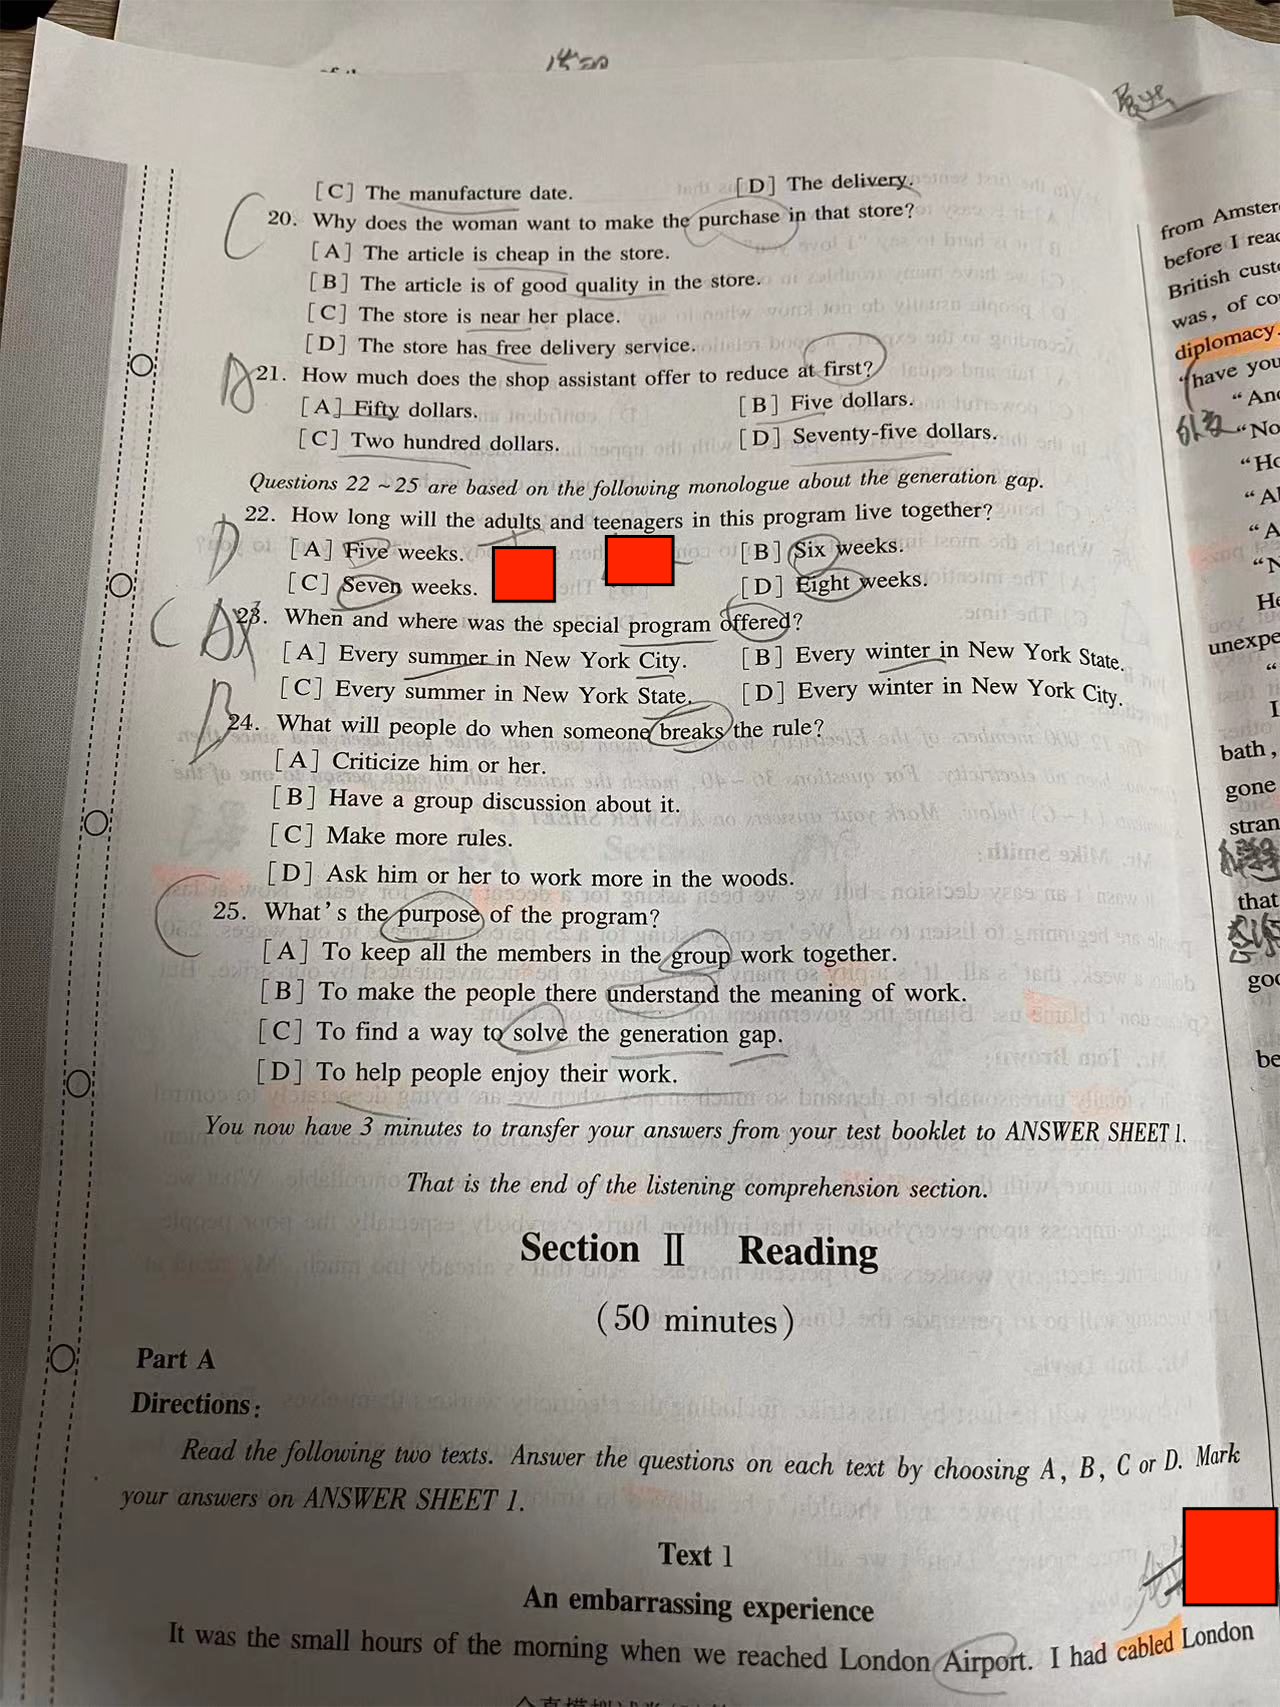 [C] The manufacture date.
[D] The delivery.
C
20. Why does the woman want to make the purchase in that store?
[A] The article is cheap in the store.
[B] The article is of good quality in the store.
[C] The store is near her place.
[D] The store has free delivery service.
21. How much does the shop assistant offer to reduce at first?
[A] Fifty dollars.
[B] Five dollars.
[C] Two hundred dollars.
[D] Seventy-five dollars.
Questions 22~25 are based on the following monologue about the generation gap.
D
22. How long will the adults and teenagers in this program live together?
[A] Five weeks.
[B] Six weeks.
[C] Seven weeks.
[D] Eight weeks.
C
23. When and where was the special program offered?
[A] Every summer in New York City.
[B] Every winter in New York State.
[C] Every summer in New York State.
[D] Every winter in New York City.
B
24. What will people do when someone breaks the rule?
[A] Criticize him or her.
[B] Have a group discussion about it.
[C] Make more rules.
[D] Ask him or her to work more in the woods.
C
25. What's the purpose of the program?
[A] To keep all the members in the group work together.
[B] To make the people there understand the meaning of work.
[C] To find a way to solve the generation gap.
[D] To help people enjoy their work.
You now have 3 minutes to transfer your answers from your test booklet to ANSWER SHEET 1.
That is the end of the listening comprehension section.
Section Ⅱ Reading
(50 minutes)
Part A
Directions:
Read the following two texts. Answer the questions on each text by choosing A, B, C or D. Mark
your answers on ANSWER SHEET 1.
Text 1
An embarrassing experience
It was the small hours of the morning when we reached London Airport. I had cabled London
from
before I
British
was, of
diplomacy.
"have you
"No
unexpe
bath,
gone
that
be